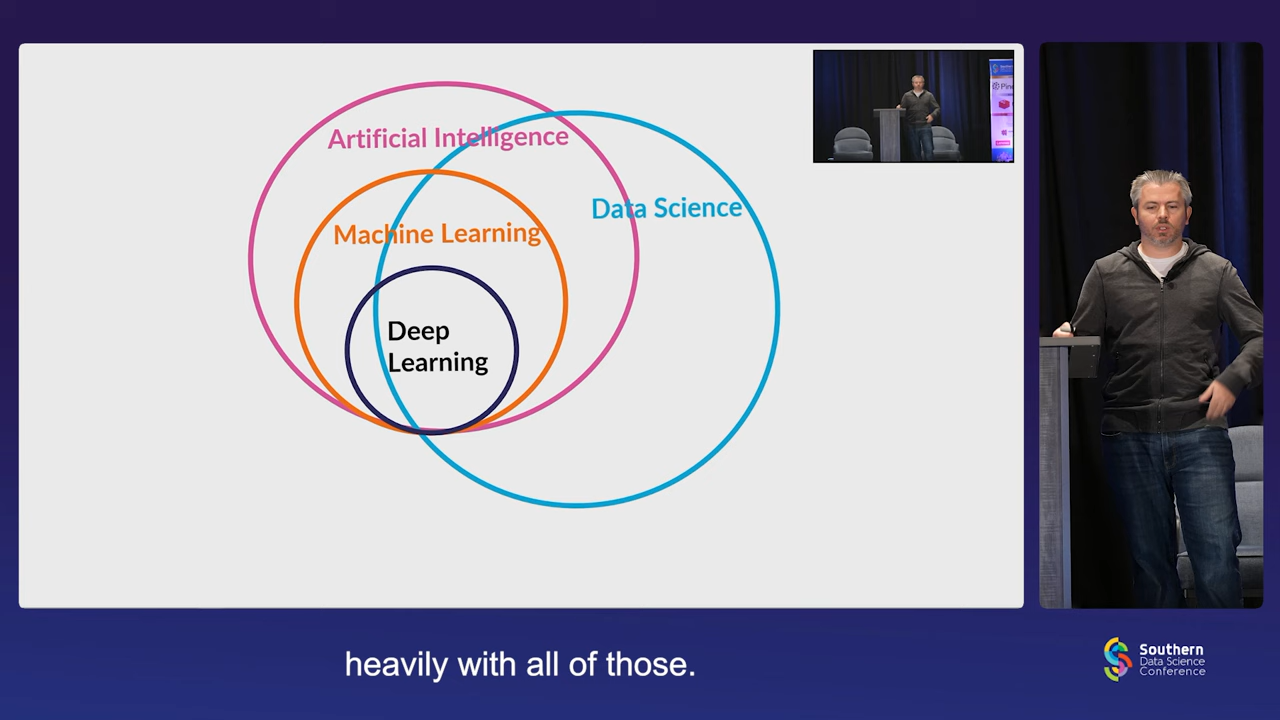 Artificial Intelligence
Data Science
Machine Learning
Deep
Learning
heavily with all of those.
Southern
Data Science
Conference